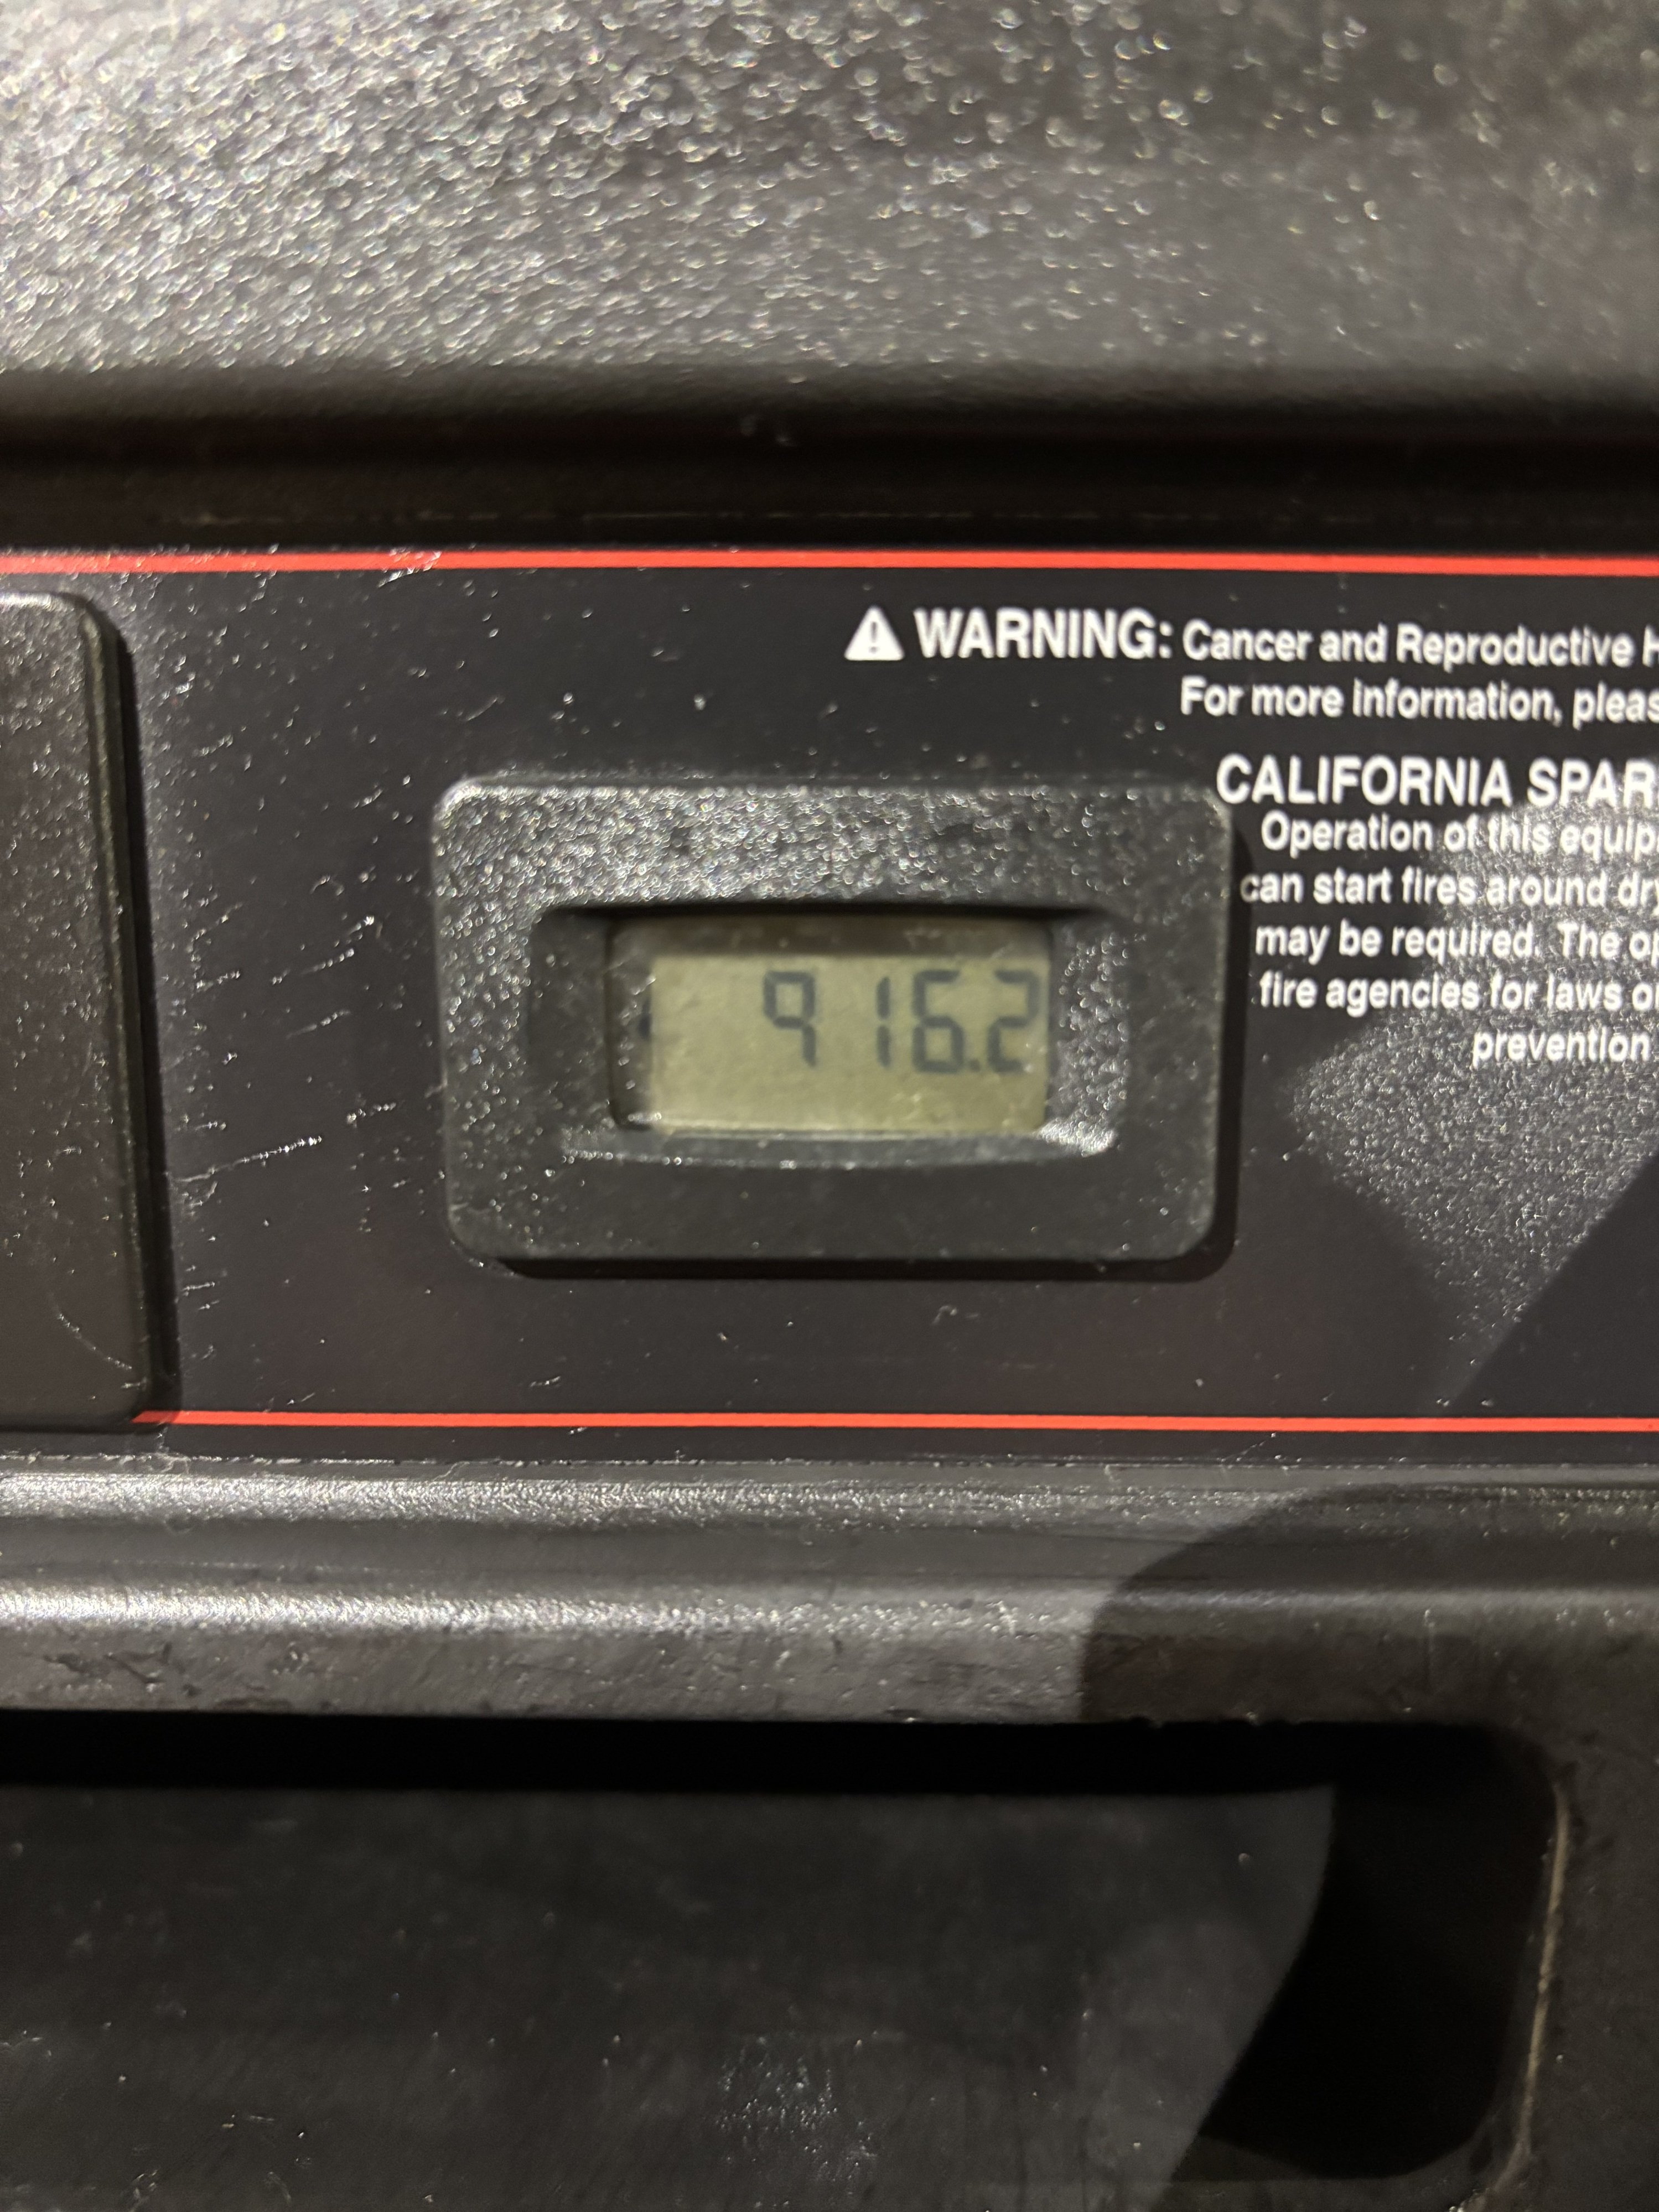 WARNING: Cancer and Reproductive
For more information,
CALIFORNIA
Operation of this
can start fires around
may be required. The
fire agencies for laws
prevention
916.2